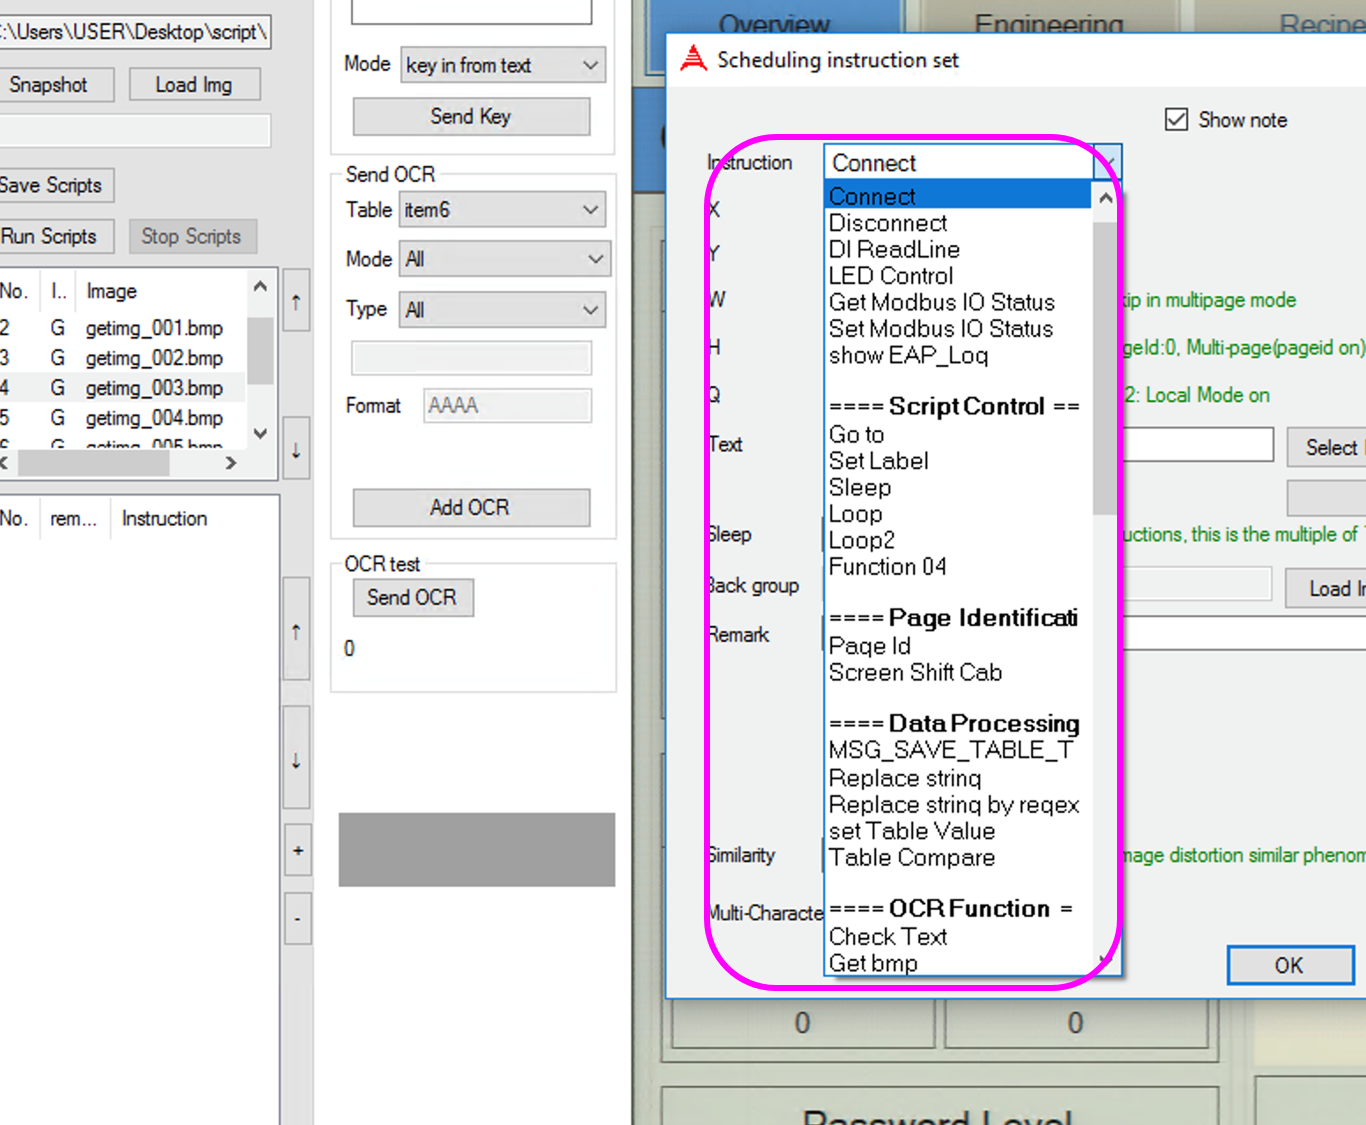 C:\Users\USER\Desktop\script\
Snapshot
Load Img
Save Scripts
Run Scripts
Stop Scripts
No.
I..
Image
2 G getimg_001.bmp
3 G getimg_002.bmp
4 G getimg_003.bmp
5 G getimg_004.bmp
6 G getimg_005.bmp
No.
rem...
Instruction
+
-
Mode
key in from text
Send Key
Send OCR
Table
item6
Mode
All
Type
All
Format
AAAA
Add OCR
OCR test
Send OCR
0
Overview
Engineering
Recipe
Scheduling instruction set
Show note
Instruction
Connect
X
Y
W
H
Q
Text
Sleep
Back group
Remark
Similarity
Multi-Characte
Connect
Disconnect
DI ReadLine
LED Control
Get Modbus IO Status
Set Modbus IO Status
show EAP_Log
==== Script Control ==
Go to
Set Label
Sleep
Loop
Loop2
Function 04
==== Page Identificati
Page Id
Screen Shift Cab
==== Data Processing
MSG_SAVE_TABLE_T
Replace string
Replace string by regex
set Table Value
Table Compare
==== OCR Function =
Check Text
Get bmp
kip in multipage mode
geId:0, Multi-page(pageid on)
2: Local Mode on
Select
uctions, this is the multiple of
Load I
mage distortion similar phenom
OK
0
0
Password Level